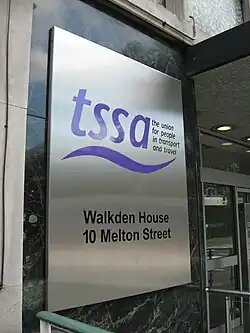 tssa
the union
for people
in transport
and travel
Walkden House
10 Melton Street